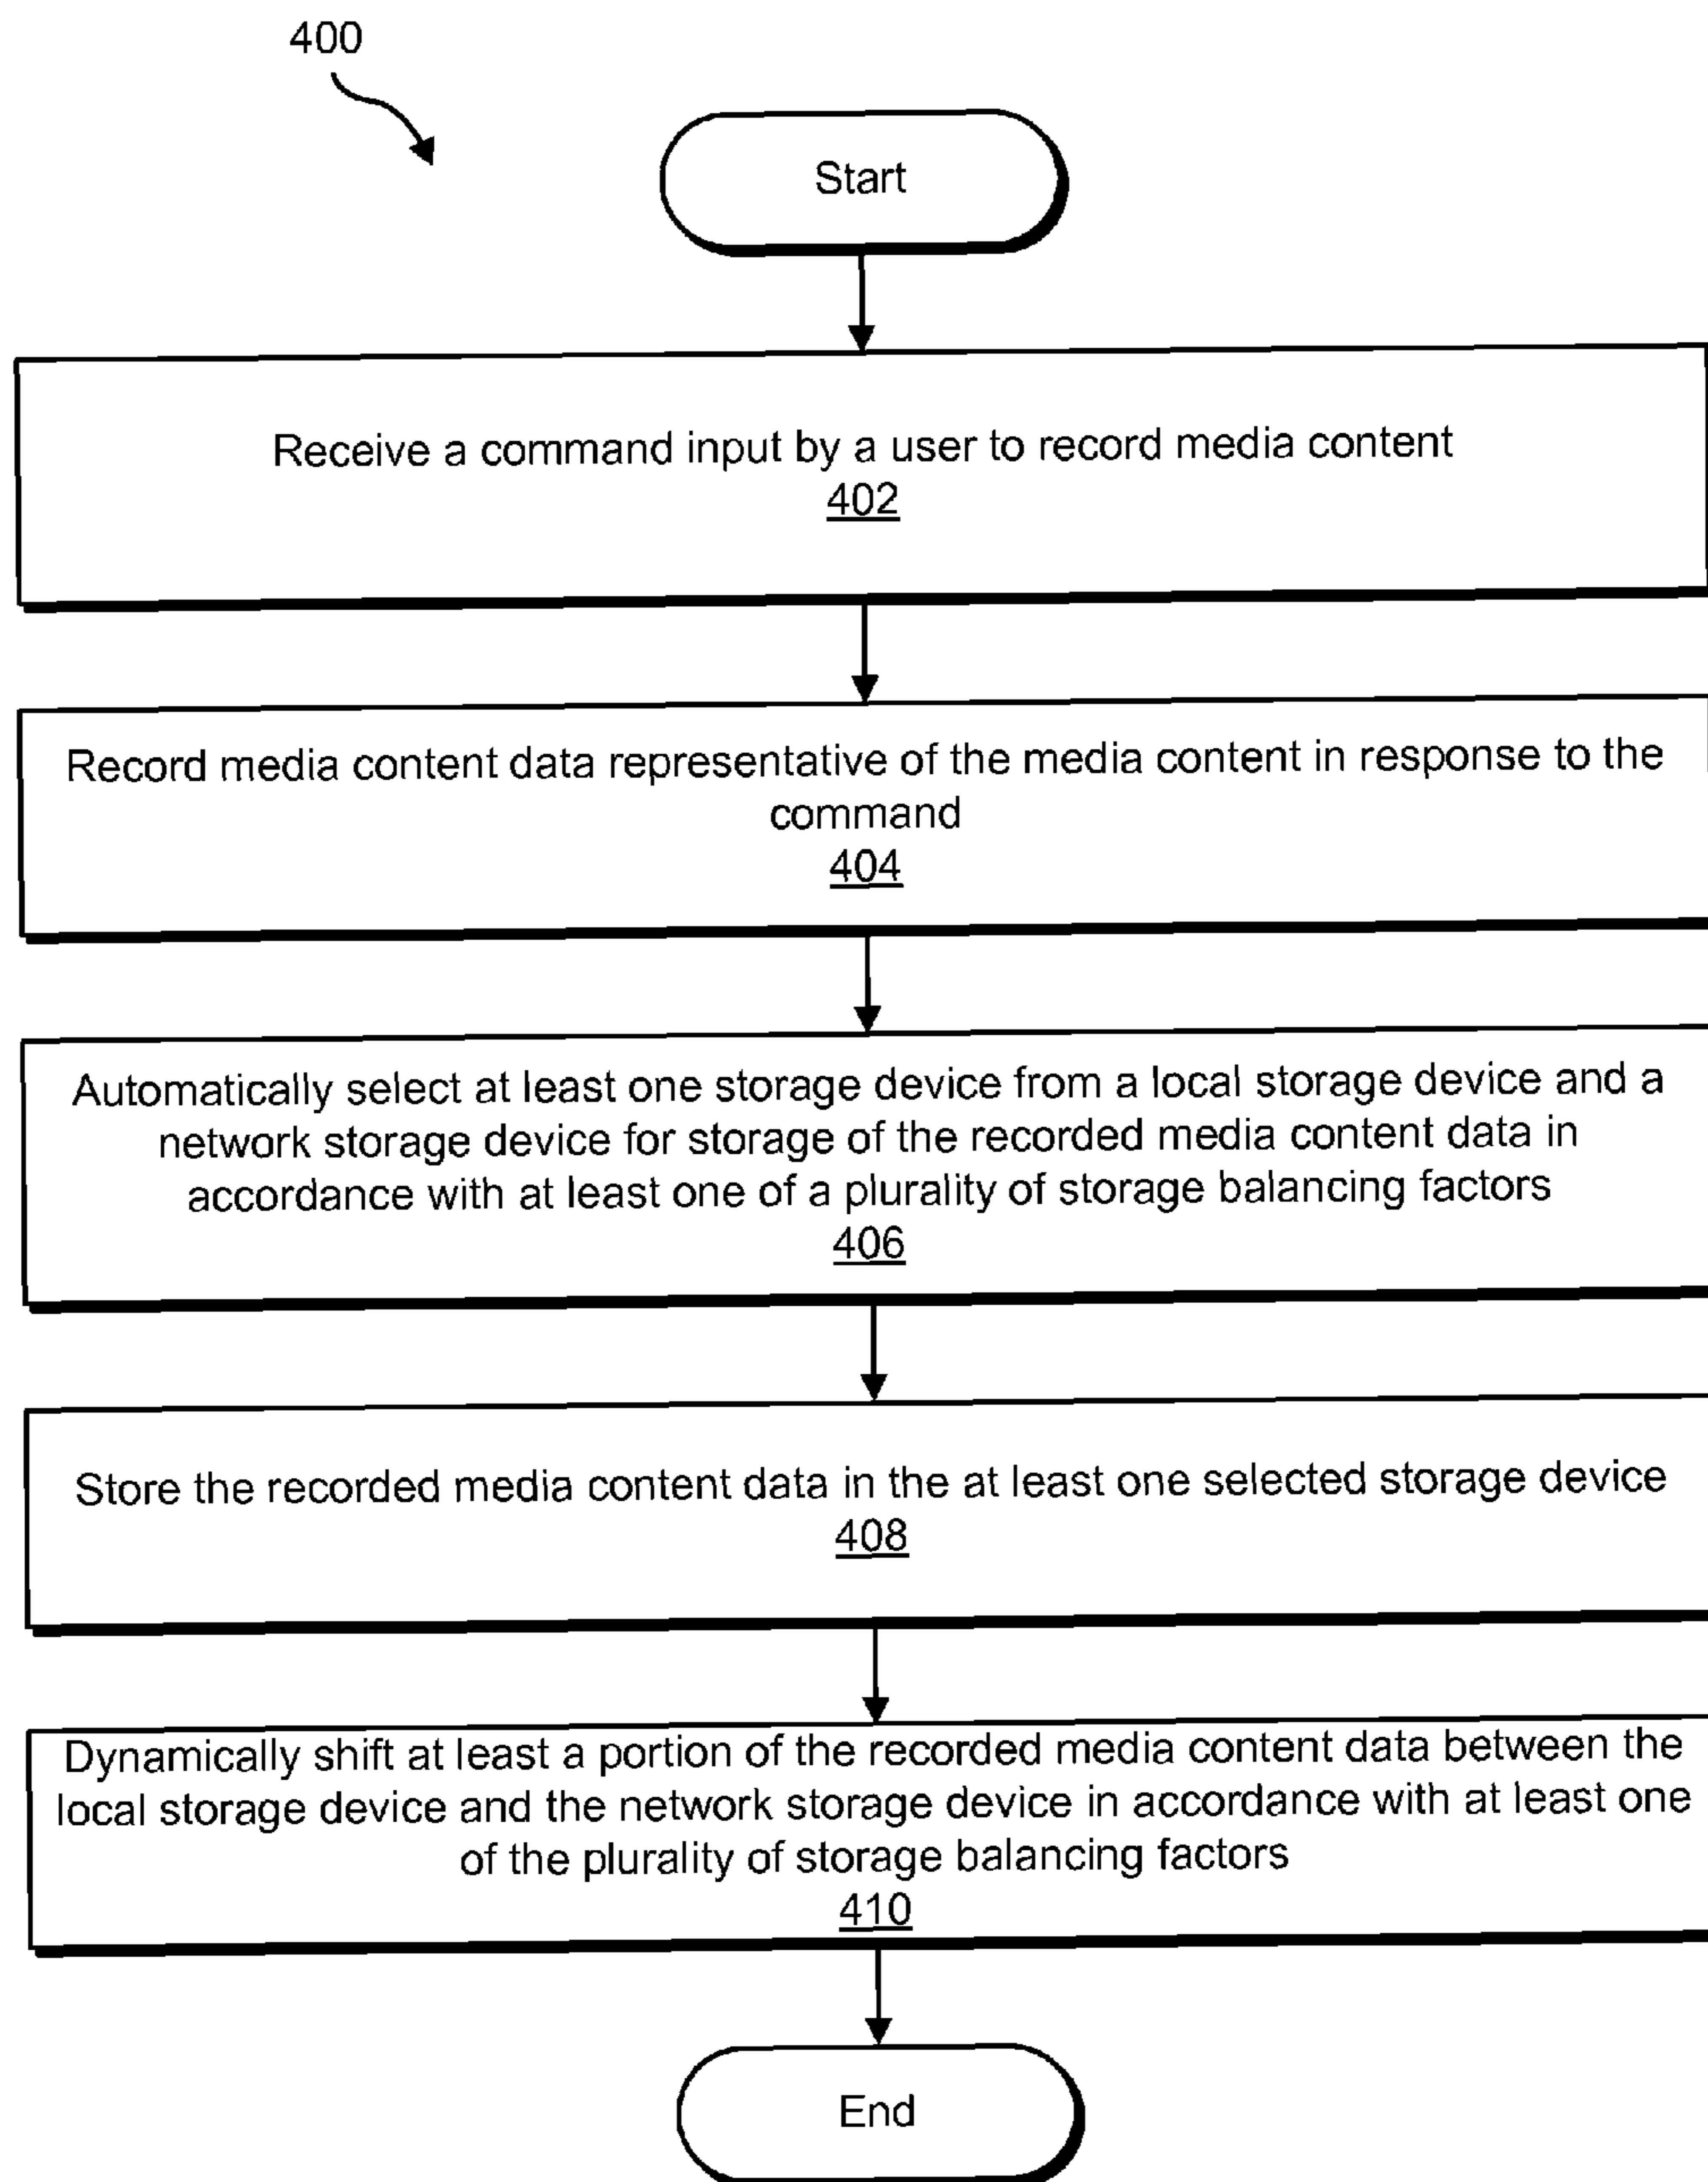 400
Start
Receive a command input by a user to record media content
402
Record media content data representative of the media content in response to the
command
404
Automatically select at least one storage device from a local storage device and a
network storage device for storage of the recorded media content data in
accordance with at least one of a plurality of storage balancing factors
406
Store the recorded media content data in the at least one selected storage device
408
Dynamically shift at least a portion of the recorded media content data between the
local storage device and the network storage device in accordance with at least one
of the plurality of storage balancing factors
410
End